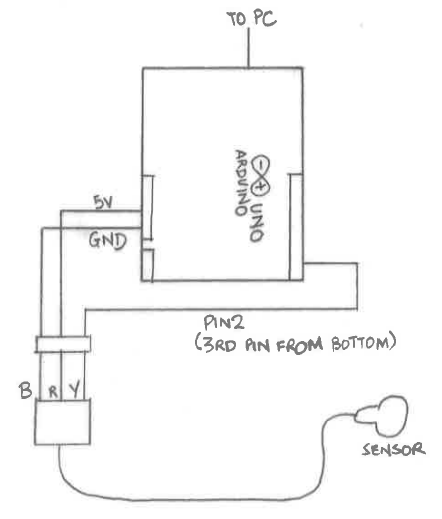 TO PC
UNO
ARDUINO
5V
GND
PIN2
(3RD PIN FROM BOTTOM)
B R Y
SENSOR